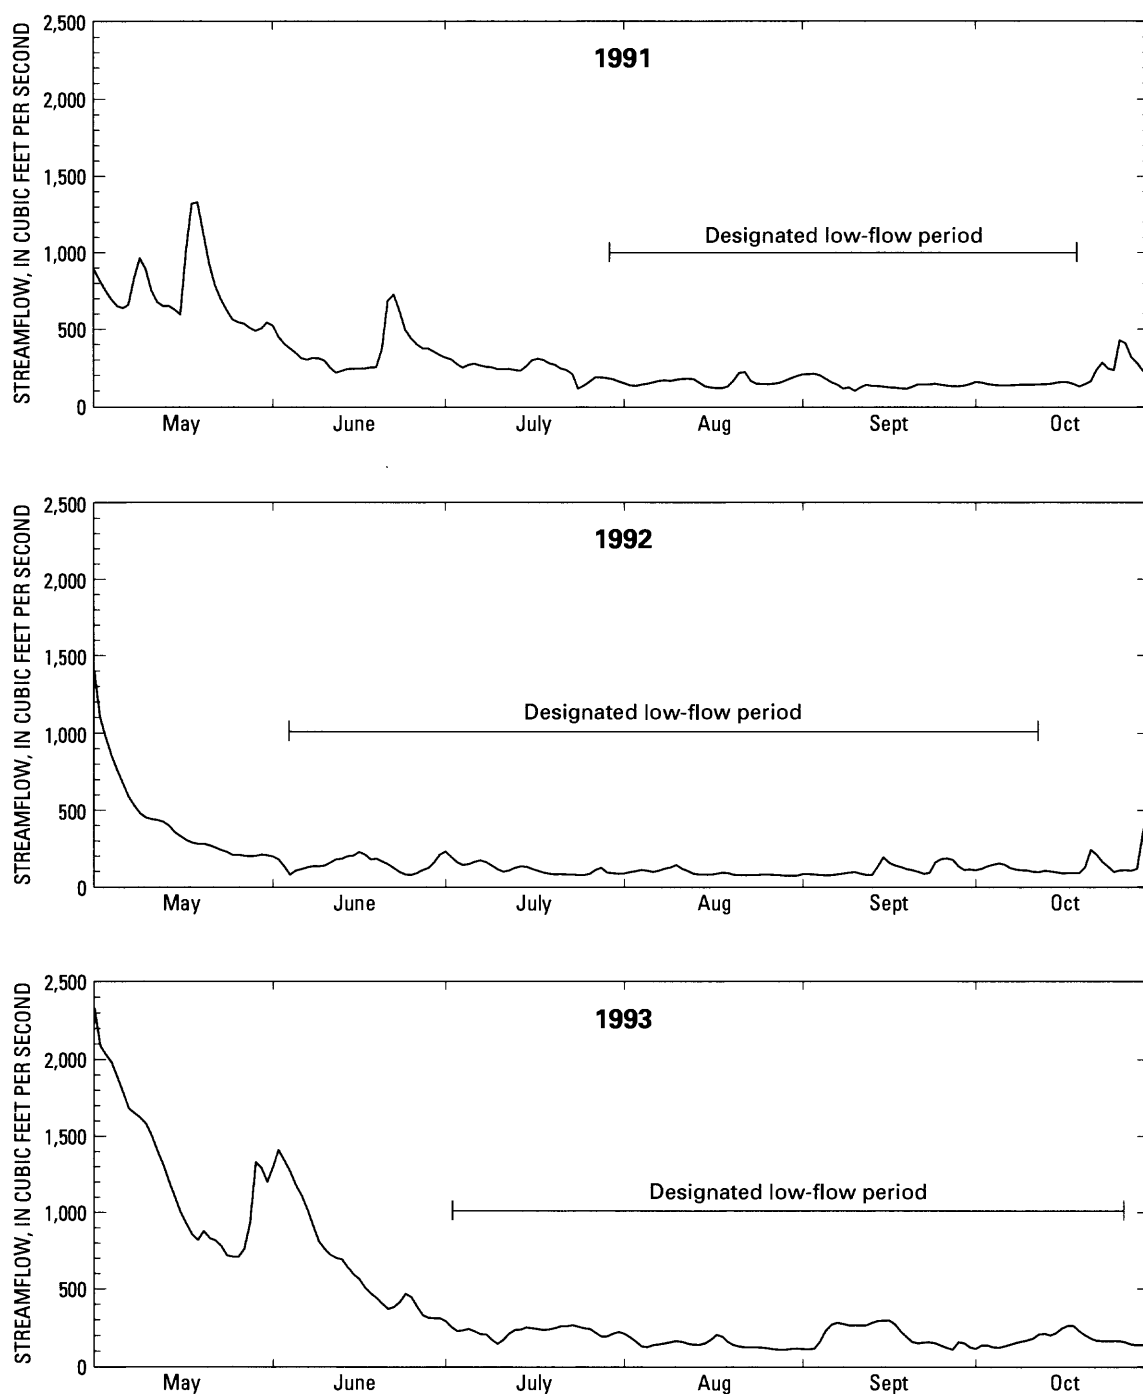 STREAMFLOW, IN CUBIC FEET PER SECOND
2,500
2,000
1,500
1,000
500
0
1991
Designated low-flow period
May June July Aug Sept Oct
STREAMFLOW, IN CUBIC FEET PER SECOND
2,500
2,000
1,500
1,000
500
0
1992
Designated low-flow period
May June July Aug Sept Oct
STREAMFLOW, IN CUBIC FEET PER SECOND
2,500
2,000
1,500
1,000
500
0
1993
Designated low-flow period
May June July Aug Sept Oct